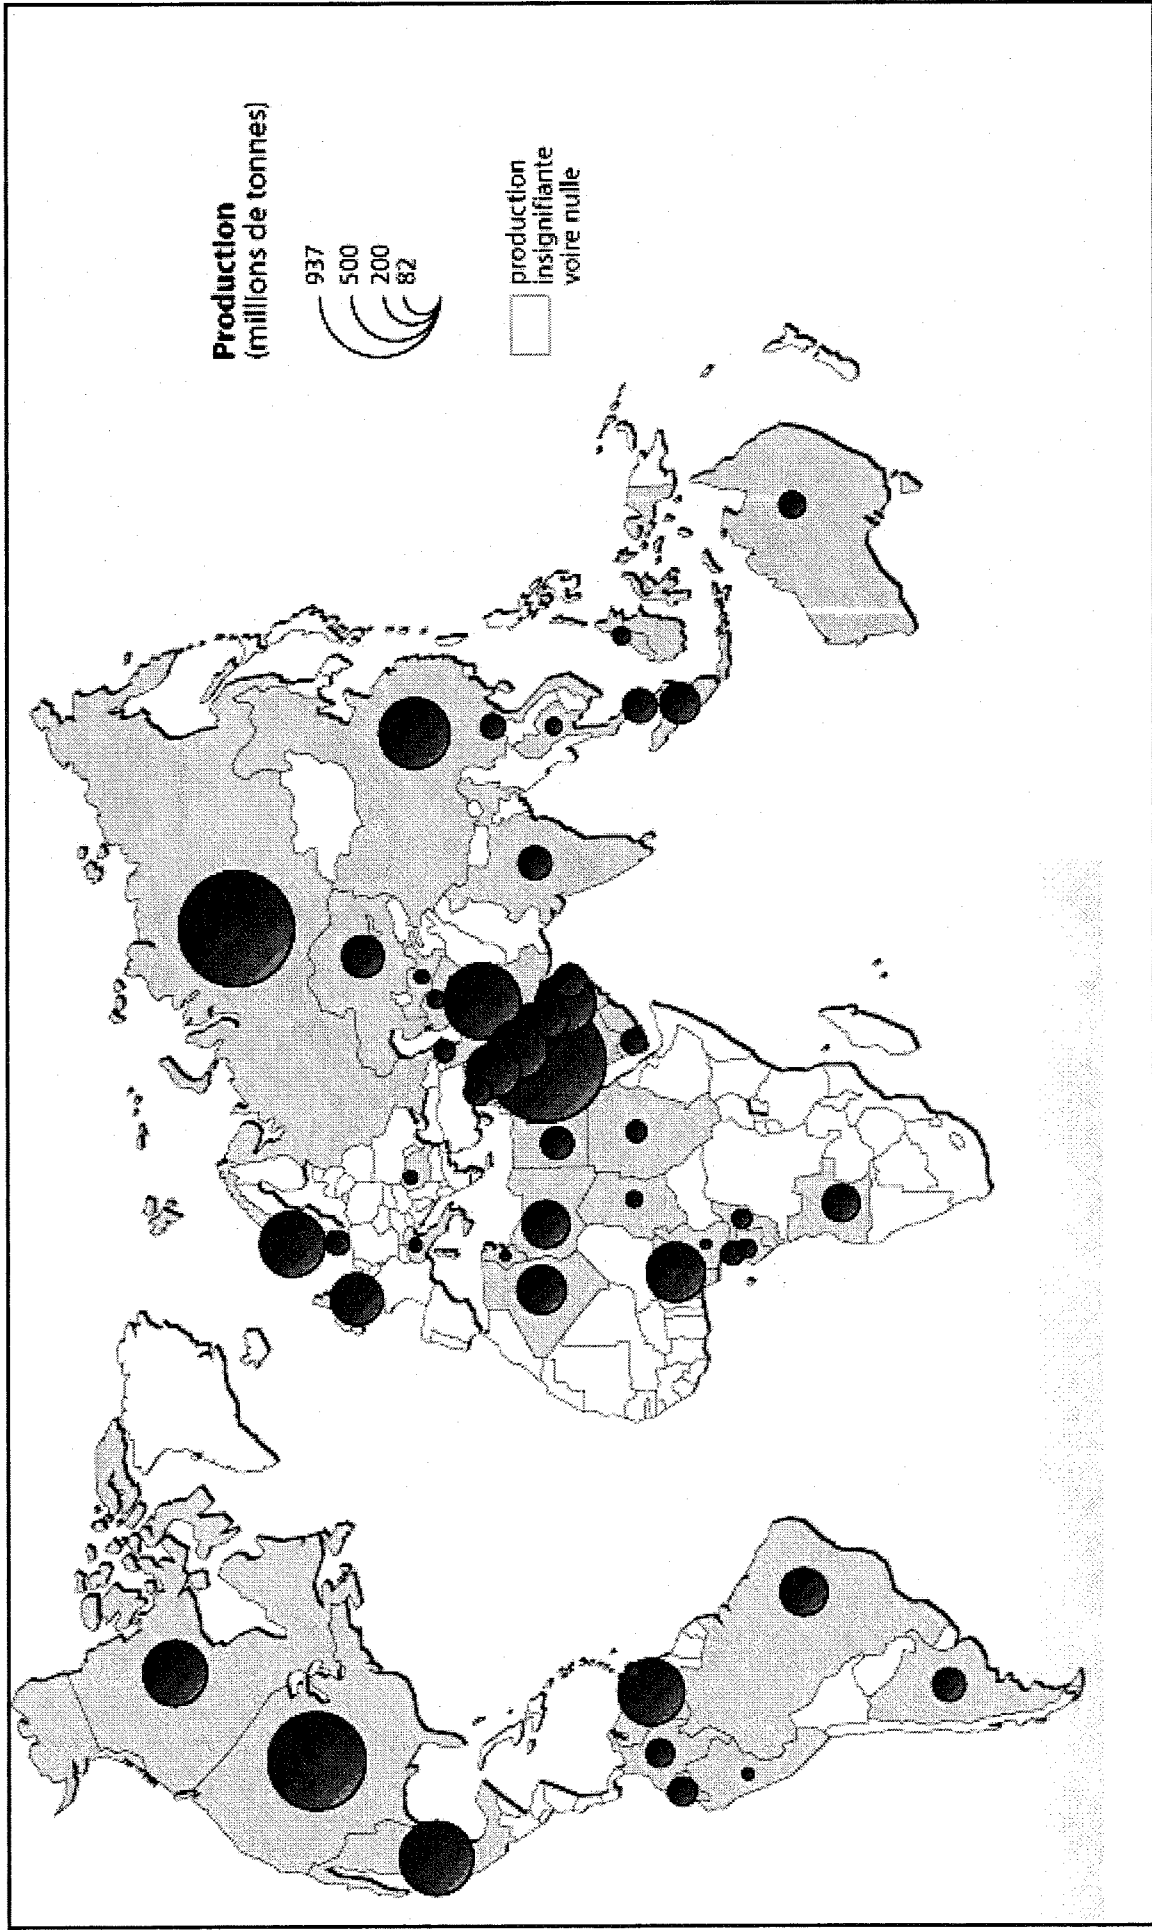 Production
(millions de tonnes)
937
500
200
82
production
insignifiante
voire nulle